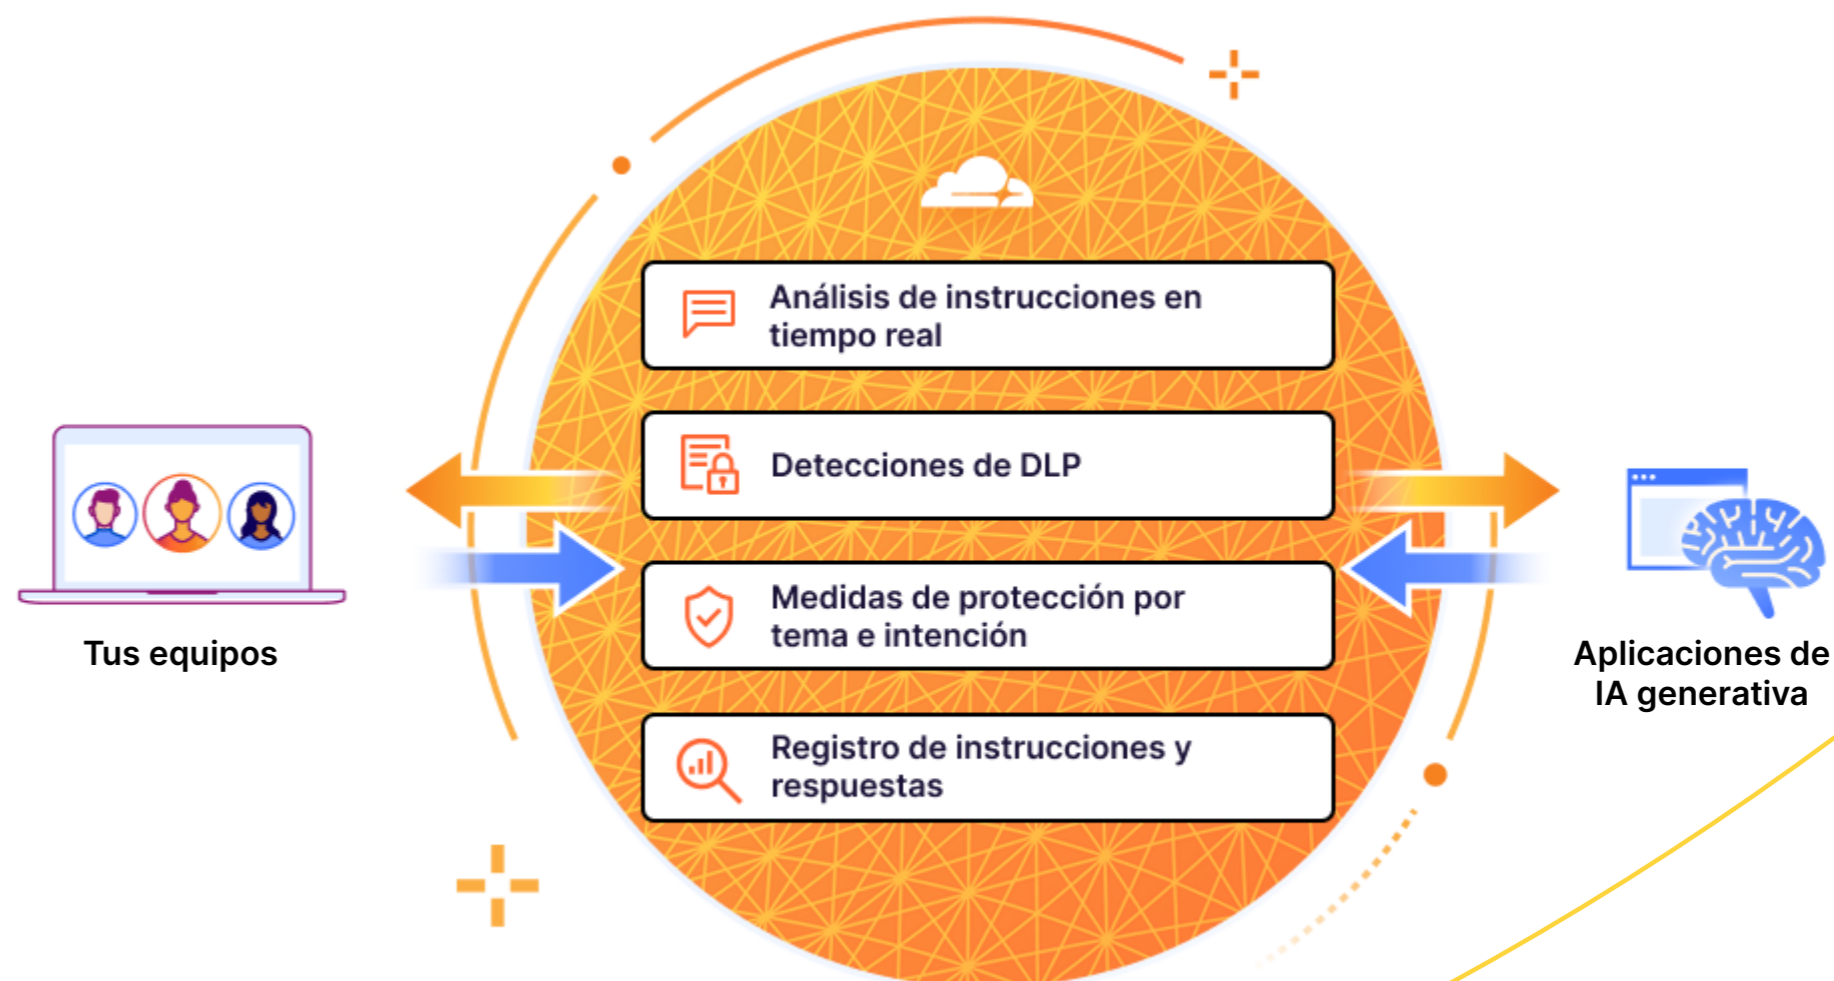 Análisis de instrucciones en
tiempo real
Detecciones de DLP
Medidas de protección por
tema e intención
Registro de instrucciones y
respuestas
Tus equipos
Aplicaciones de
IA generativa